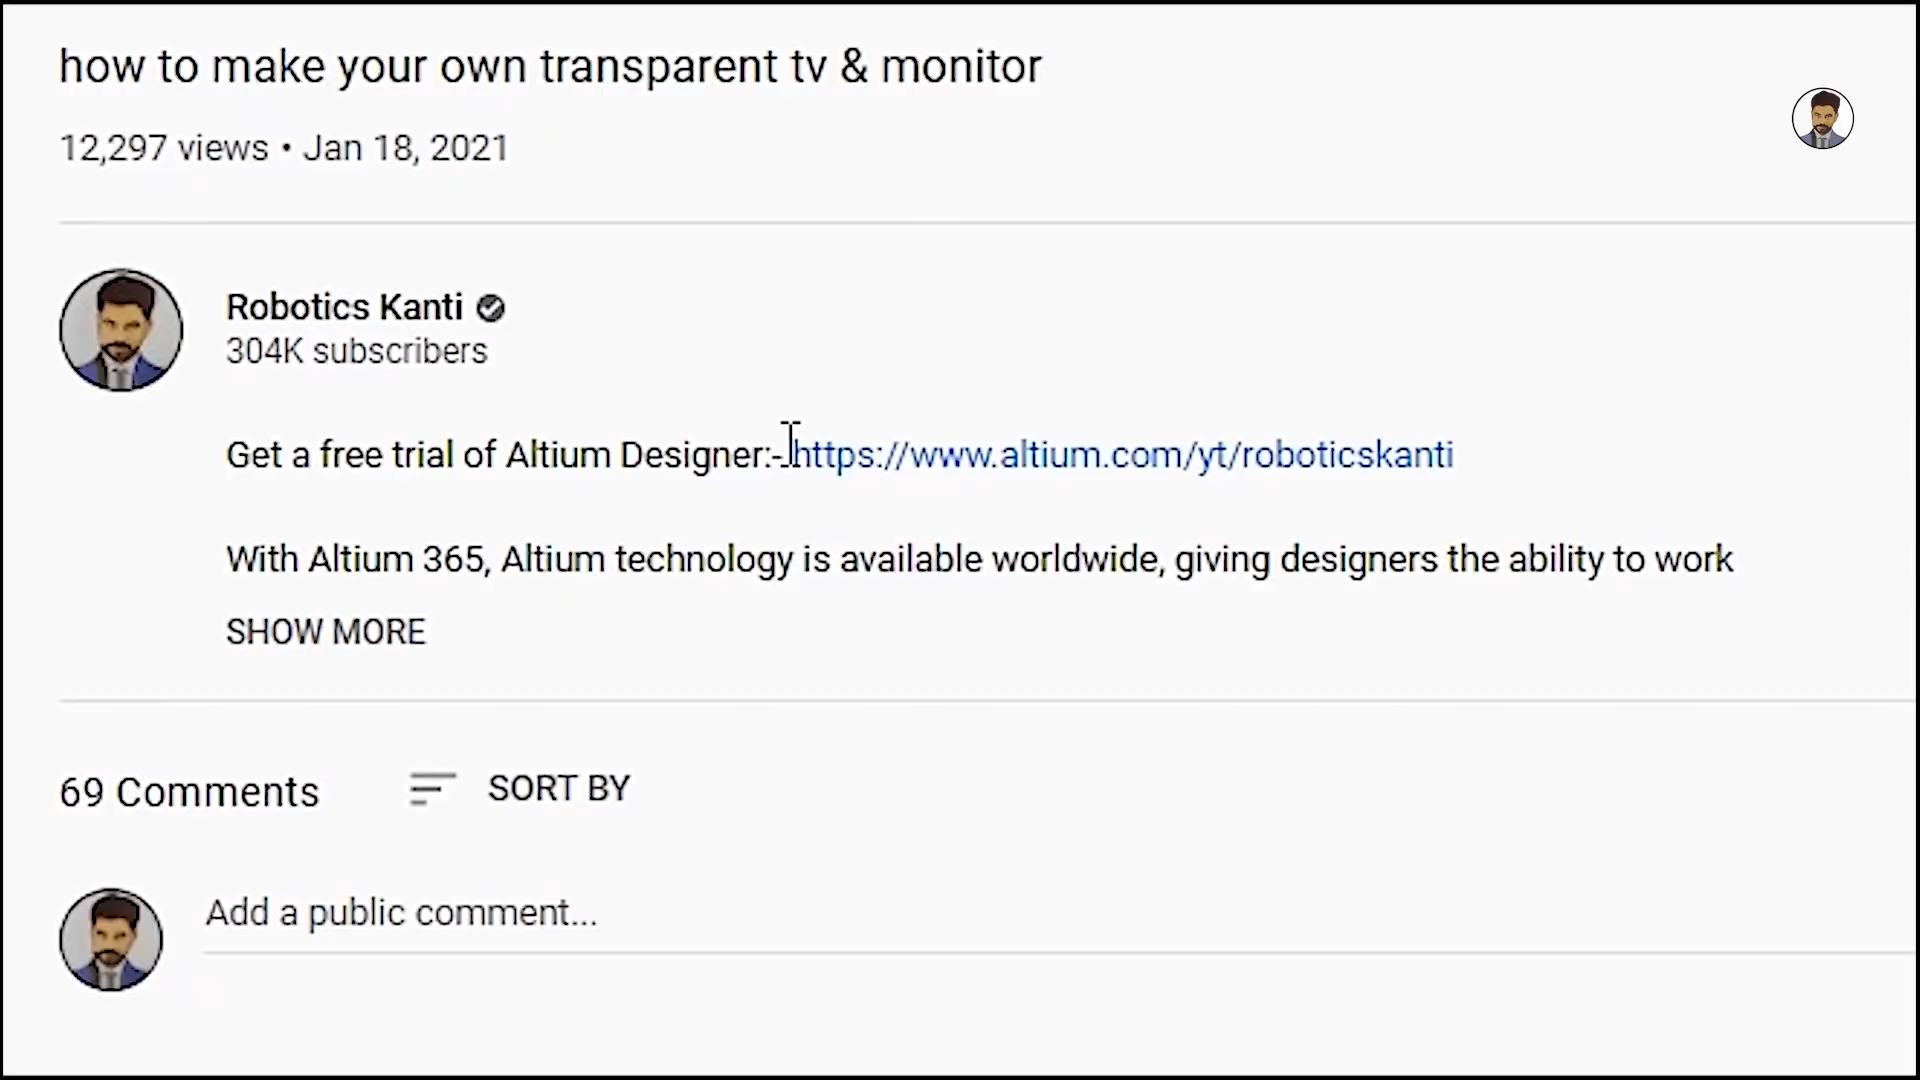 how to make your own transparent tv & monitor
12,297 views • Jan 18, 2021
Robotics Kanti
304K subscribers
Get a free trial of Altium Designer:- https://www.altium.com/yt/roboticskanti
With Altium 365, Altium technology is available worldwide, giving designers the ability to work
SHOW MORE
69 Comments SORT BY
Add a public comment...